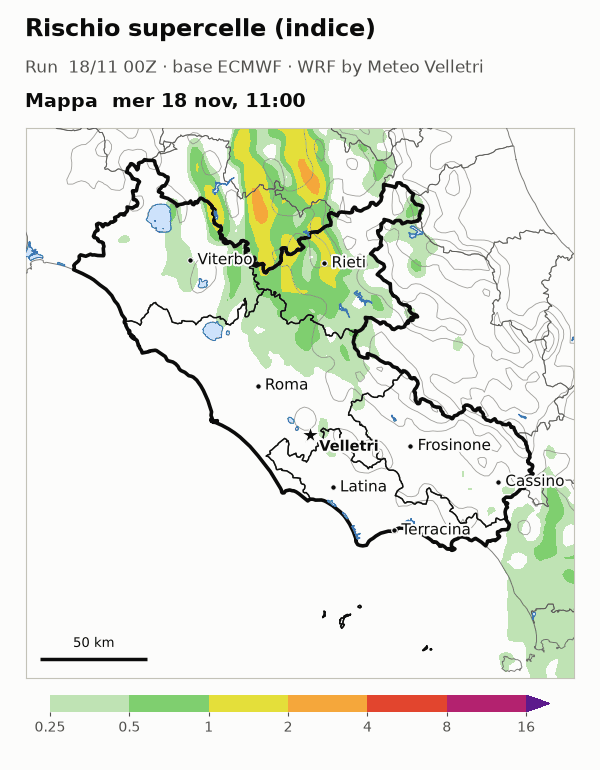 Rischio supercelle (indice)
Run  18/11 00Z · base ECMWF · WRF by Meteo Velletri
Mappa  mer 18 nov, 11:00
Viterbo
Rieti
Roma
Velletri
Frosinone
Cassino
Latina
Terracina
50 km
0.25 0.5 1 2 4 8 16